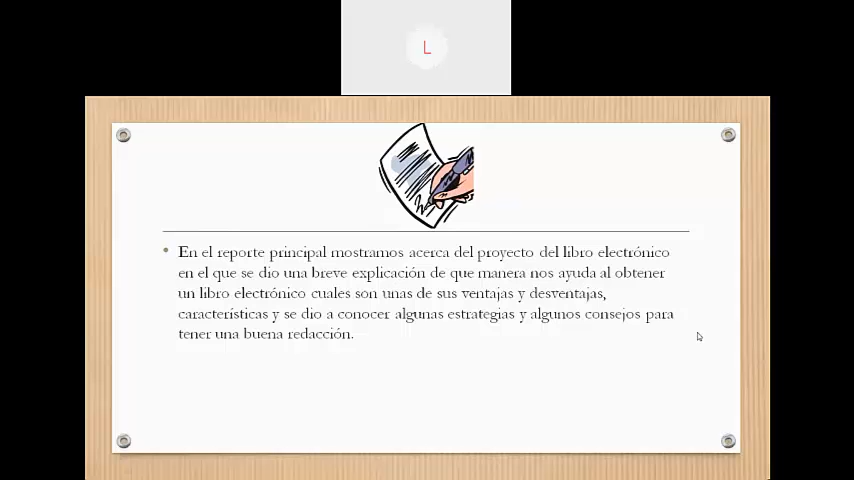 L
• En el reporte principal mostramos acerca del proyecto del libro electrónico
en el que se dio una breve explicación de que manera nos ayuda al obtener
un libro electrónico cuales son unas de sus ventajas y desventajas,
características y se dio a conocer algunas estrategias y algunos consejos para
tener una buena redacción.